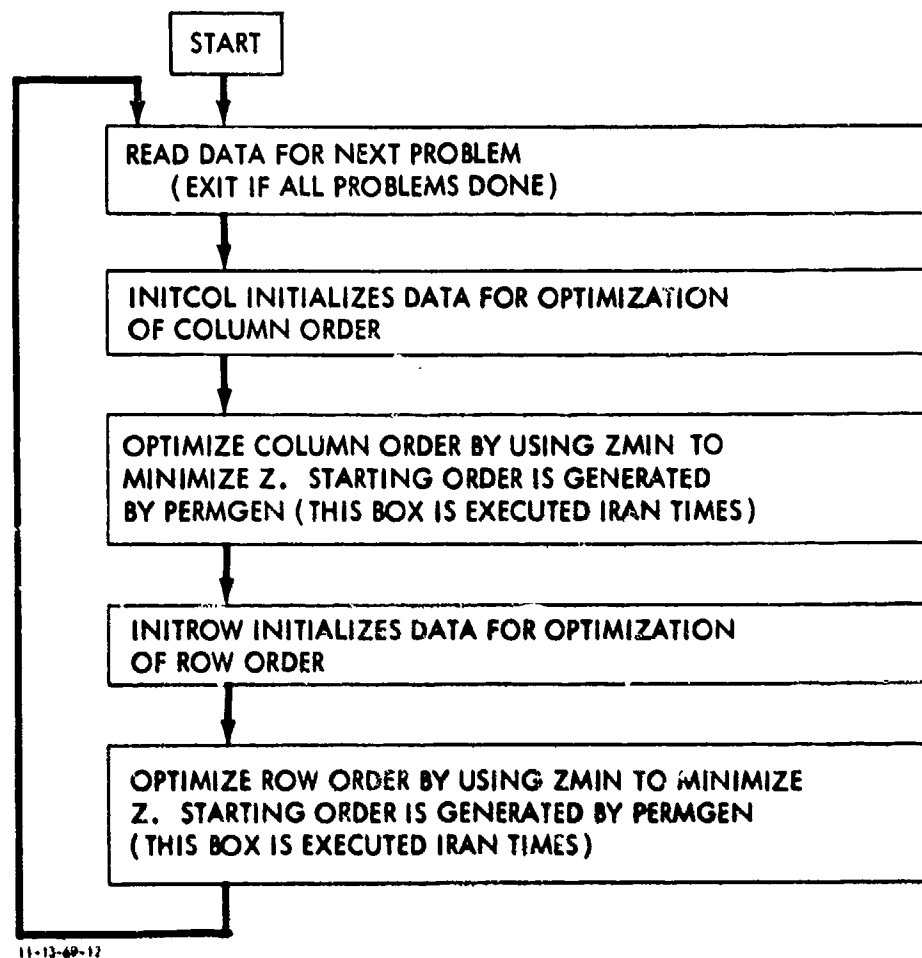 START
READ DATA FOR NEXT PROBLEM
(EXIT IF ALL PROBLEMS DONE)
INITCOL INITIALIZES DATA FOR OPTIMIZATION
OF COLUMN ORDER
OPTIMIZE COLUMN ORDER BY USING ZMIN TO
MINIMIZE Z. STARTING ORDER IS GENERATED
BY PERMGEN (THIS BOX IS EXECUTED IRAN TIMES)
INITROW INITIALIZES DATA FOR OPTIMIZATION
OF ROW ORDER
OPTIMIZE ROW ORDER BY USING ZMIN TO MINIMIZE
Z. STARTING ORDER IS GENERATED BY PERMGEN
(THIS BOX IS EXECUTED IRAN TIMES)
11-13-69-12